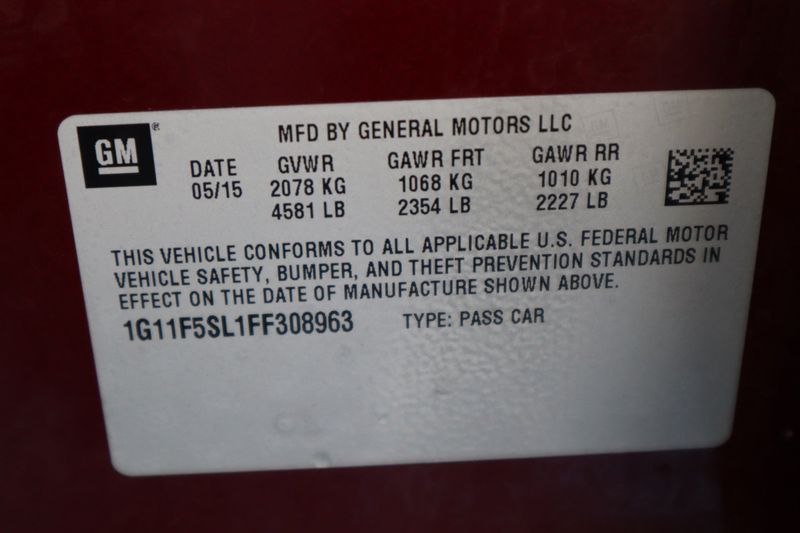 GM®
MFD BY GENERAL MOTORS LLC
DATE GVWR GAWR FRT GAWR RR
05/15 2078 KG 1068 KG 1010 KG
4581 LB 2354 LB 2227 LB
THIS VEHICLE CONFORMS TO ALL APPLICABLE U.S. FEDERAL MOTOR
VEHICLE SAFETY, BUMPER, AND THEFT PREVENTION STANDARDS IN
EFFECT ON THE DATE OF MANUFACTURE SHOWN ABOVE.
1G11F5SL1FF308963 TYPE: PASS CAR